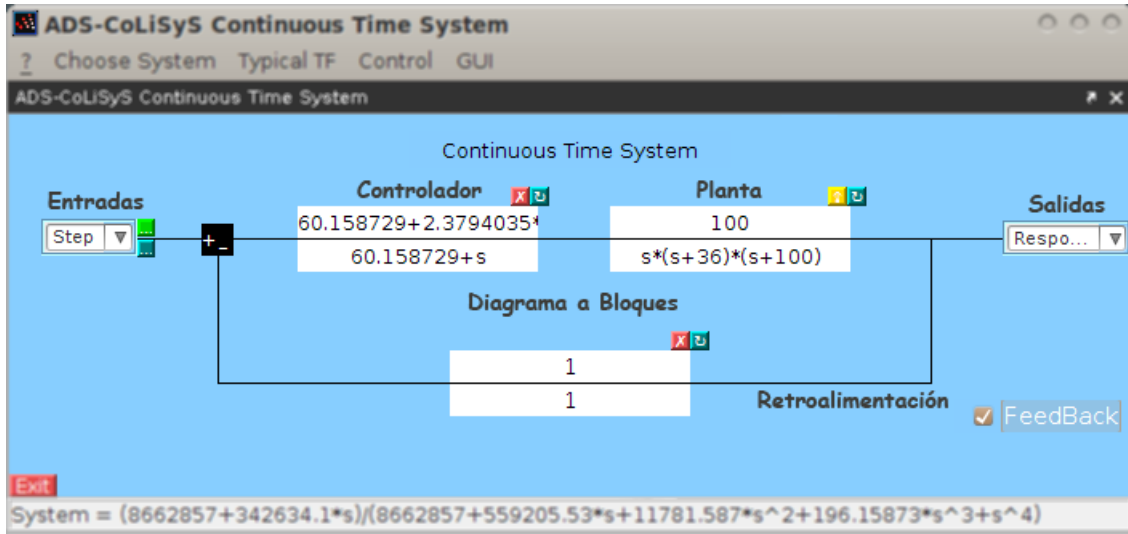 ADS-CoLiSyS Continuous Time System
? Choose System Typical TF Control GUI
ADS-CoLiSyS Continuous Time System
Continuous Time System
Entradas
Controlador
Planta
Salidas
Step
+-
60.158729+2.3794035*
60.158729+s
100
s*(s+36)*(s+100)
Respo...
Diagrama a Bloques
1
1
Retroalimentación
FeedBack
Exit
System = (8662857+342634.1*s)/(8662857+559205.53*s+11781.587*s^2+196.15873*s^3+s^4)